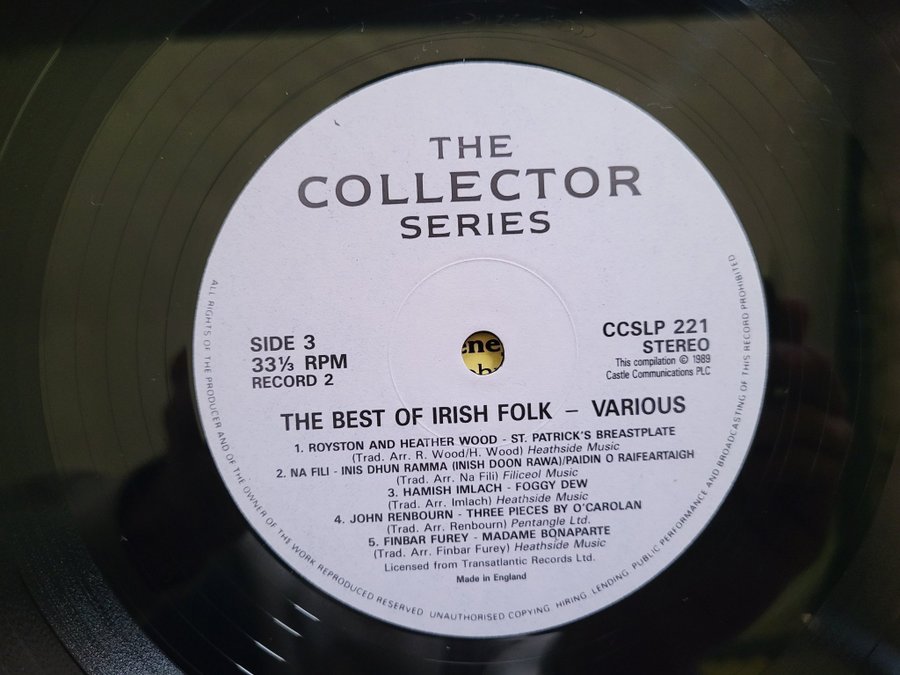 THE
COLLECTOR
SERIES
SIDE 3
33⅓ RPM
RECORD 2
CCSLP 221
STEREO
This compilation © 1989
Castle Communications PLC
ne
THE BEST OF IRISH FOLK – VARIOUS
1. ROYSTON AND HEATHER WOOD - ST. PATRICK'S BREASTPLATE
(Trad. Arr. R. Wood/H. Wood) Heathside Music
2. NA FILI - INIS DHUN RAMMA (INISH DOON RAWA)/PAIDIN O RAIFEARTAIGH
(Trad. Arr. Na Fili) Filiceol Music
3. HAMISH IMLACH - FOGGY DEW
(Trad. Arr. Imlach) Heathside Music
4. JOHN RENBOURN - THREE PIECES BY O'CAROLAN
(Trad. Arr. Renbourn) Pentangle Ltd.
5. FINBAR FUREY - MADAME BONAPARTE
(Trad. Arr. Finbar Furey) Heathside Music
Licensed from Transatlantic Records Ltd.
Made in England
ALL RIGHTS OF THE PRODUCER AND OF THE OWNER OF THE WORK REPRODUCED RESERVED UNAUTHORISED COPYING HIRING LENDING PUBLIC PERFORMANCE AND BROADCASTING OF THIS RECORD PROHIBITED